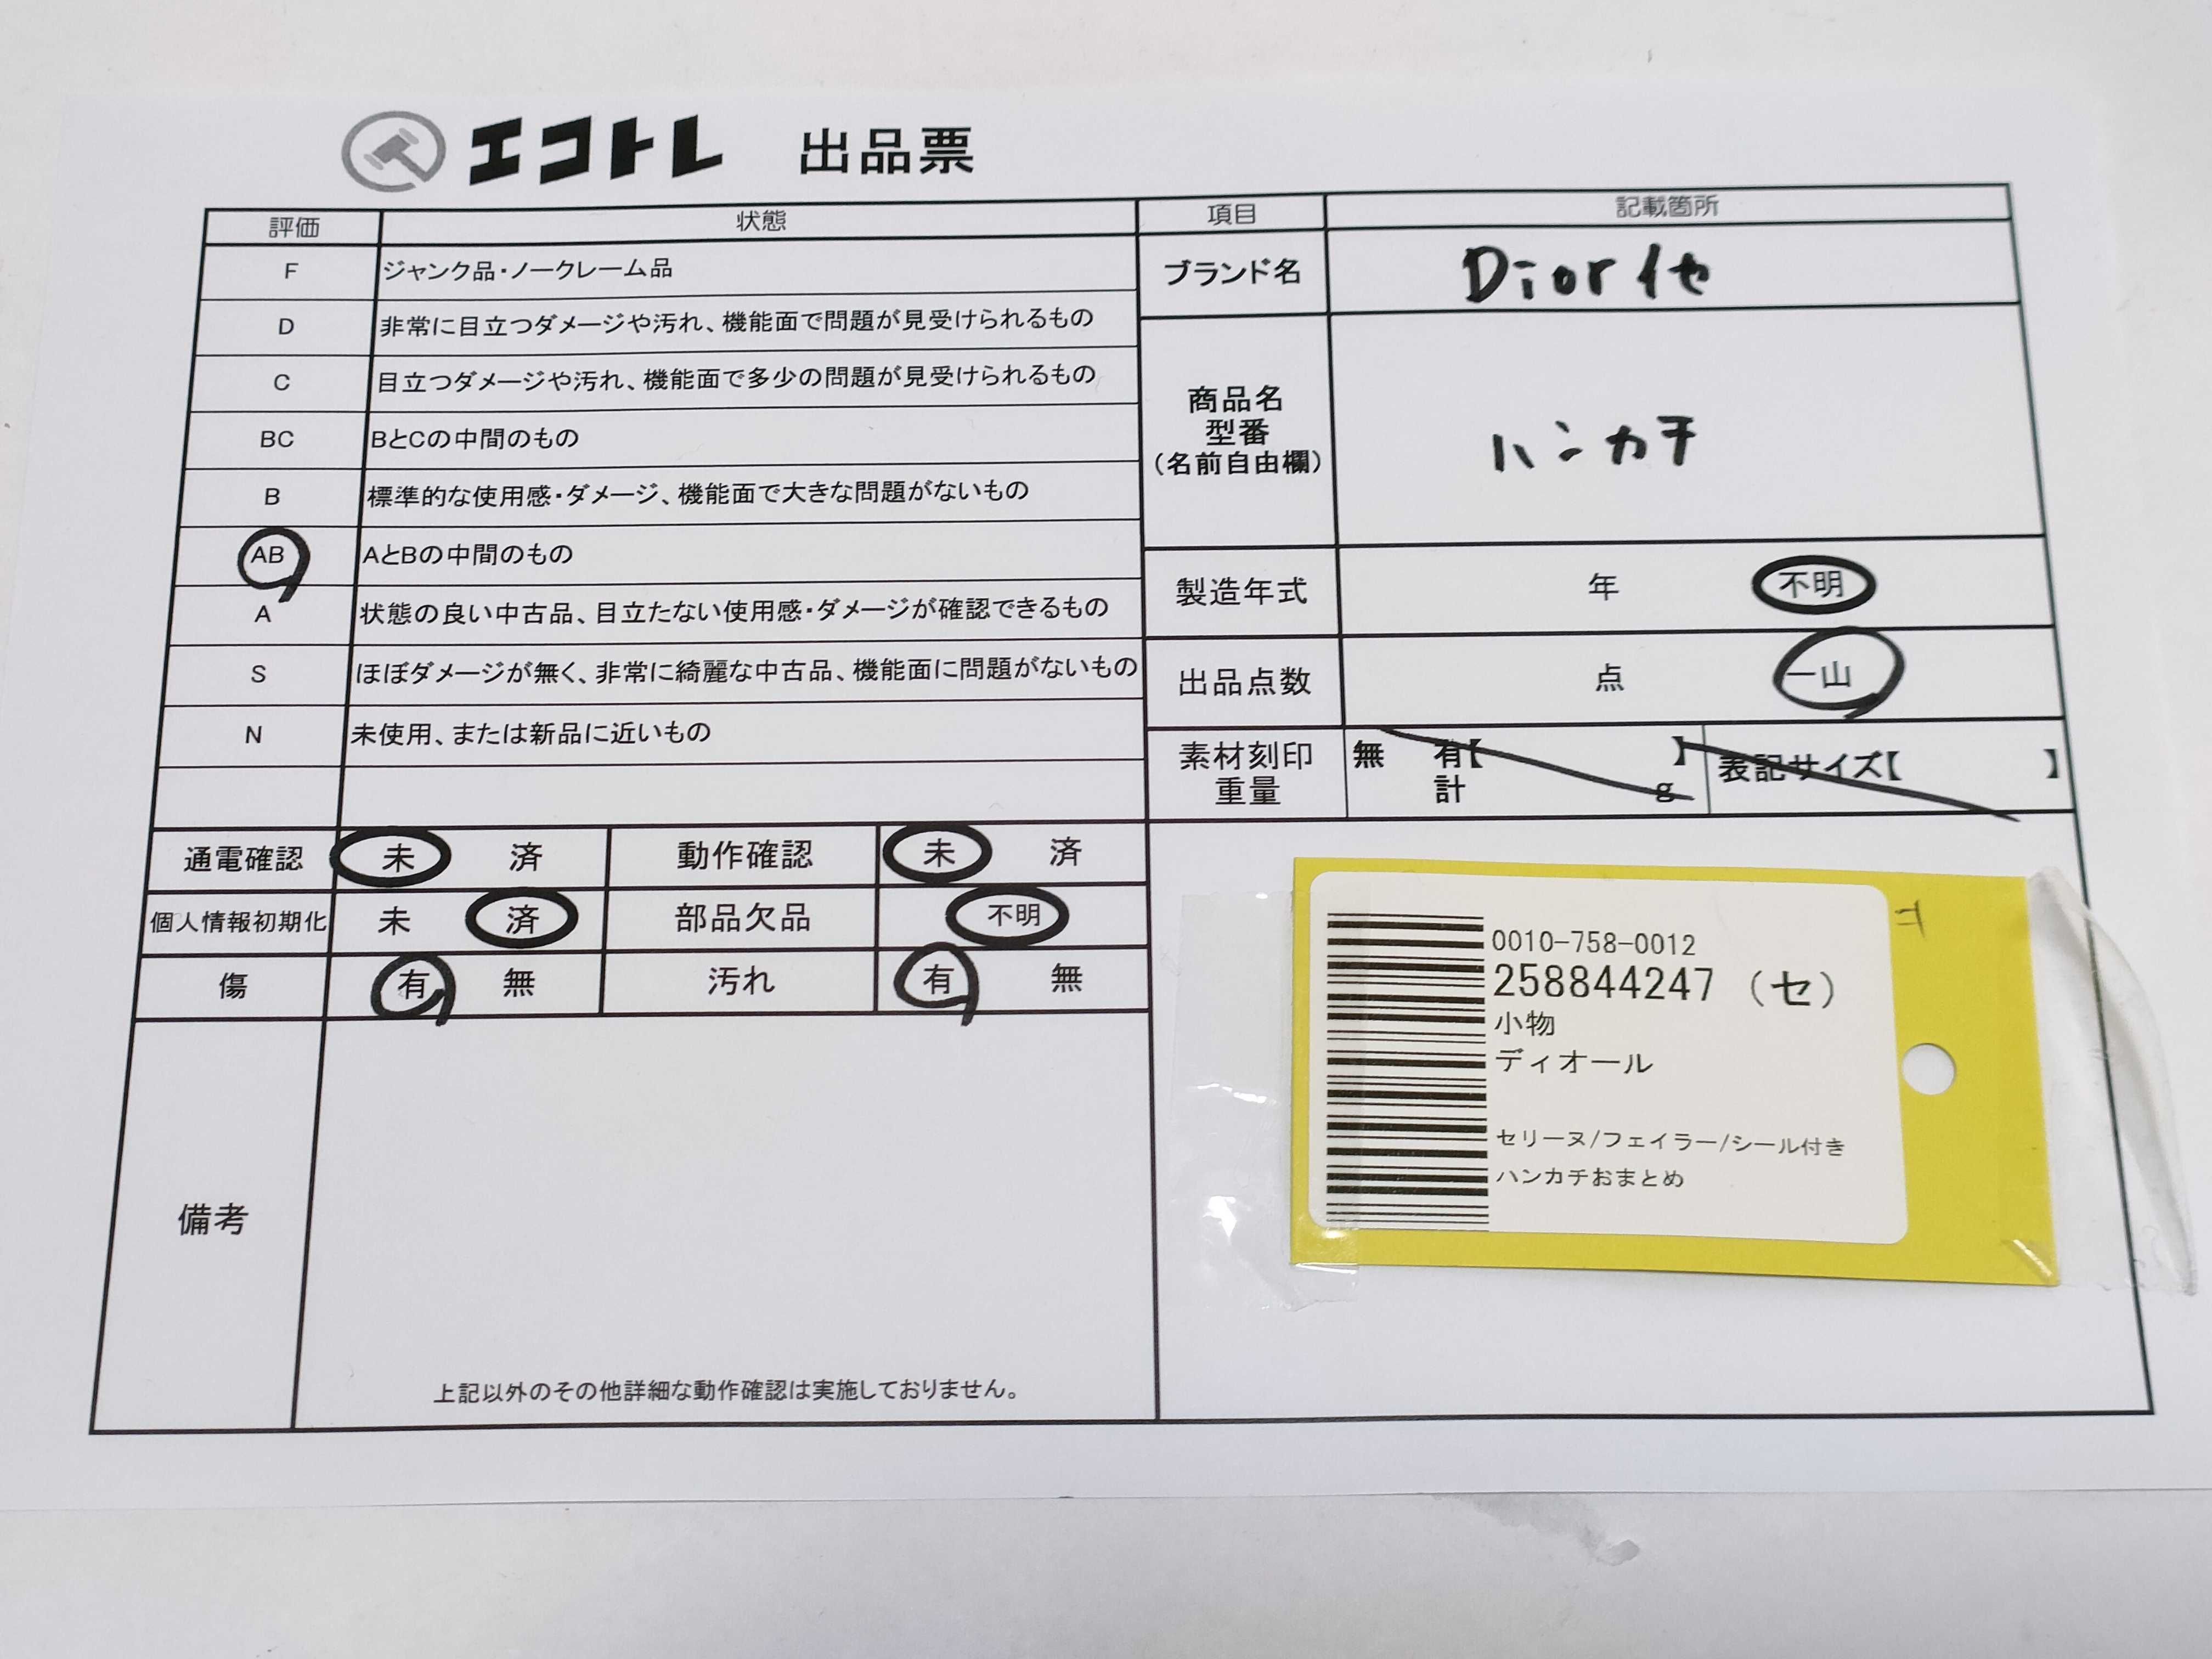 エコトレ 出品票
評価 状態
F ジャンク品・ノークレーム品
D 非常に目立つダメージや汚れ、機能面で問題が見受けられるもの
C 目立つダメージや汚れ、機能面で多少の問題が見受けられるもの
BC BとCの中間のもの
B 標準的な使用感・ダメージ、機能面で大きな問題がないもの
AB AとBの中間のもの
A 状態の良い中古品、目立たない使用感・ダメージが確認できるもの
S ほぼダメージが無く、非常に綺麗な中古品、機能面に問題がないもの
N 未使用、または新品に近いもの
通電確認 未 済 動作確認 未 済
個人情報初期化 未 済 部品欠品 不明
傷 有 無 汚れ 有 無
備考
上記以外のその他詳細な動作確認は実施しておりません。
項目 記載箇所
ブランド名 Dior他
商品名
型番
(名前自由欄)
ハンカチ
製造年式 年 不明
出品点数 点 一山
素材刻印 無 有【 】 表記サイズ【 】
重量 計 g
0010-758-0012
258844247 (セ)
小物
ディオール
セリーヌ/フェイラー/シール付き
ハンカチおまとめ